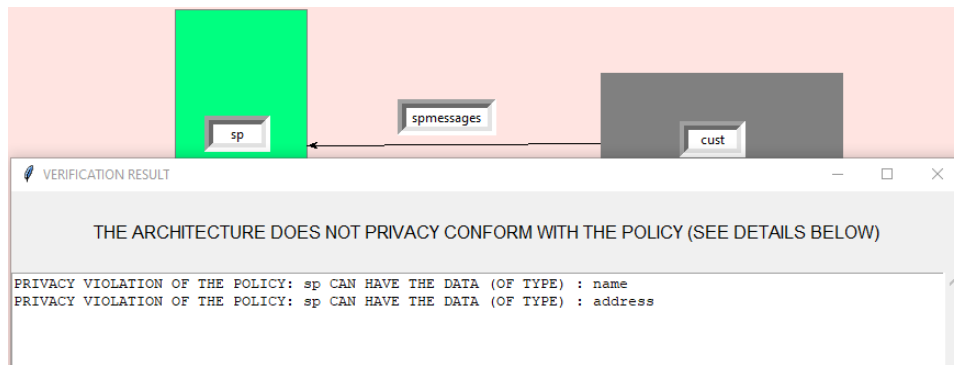 spmessages
sp
cust
VERIFICATION RESULT
THE ARCHITECTURE DOES NOT PRIVACY CONFORM WITH THE POLICY (SEE DETAILS BELOW)
PRIVACY VIOLATION OF THE POLICY: sp CAN HAVE THE DATA (OF TYPE) : name
PRIVACY VIOLATION OF THE POLICY: sp CAN HAVE THE DATA (OF TYPE) : address